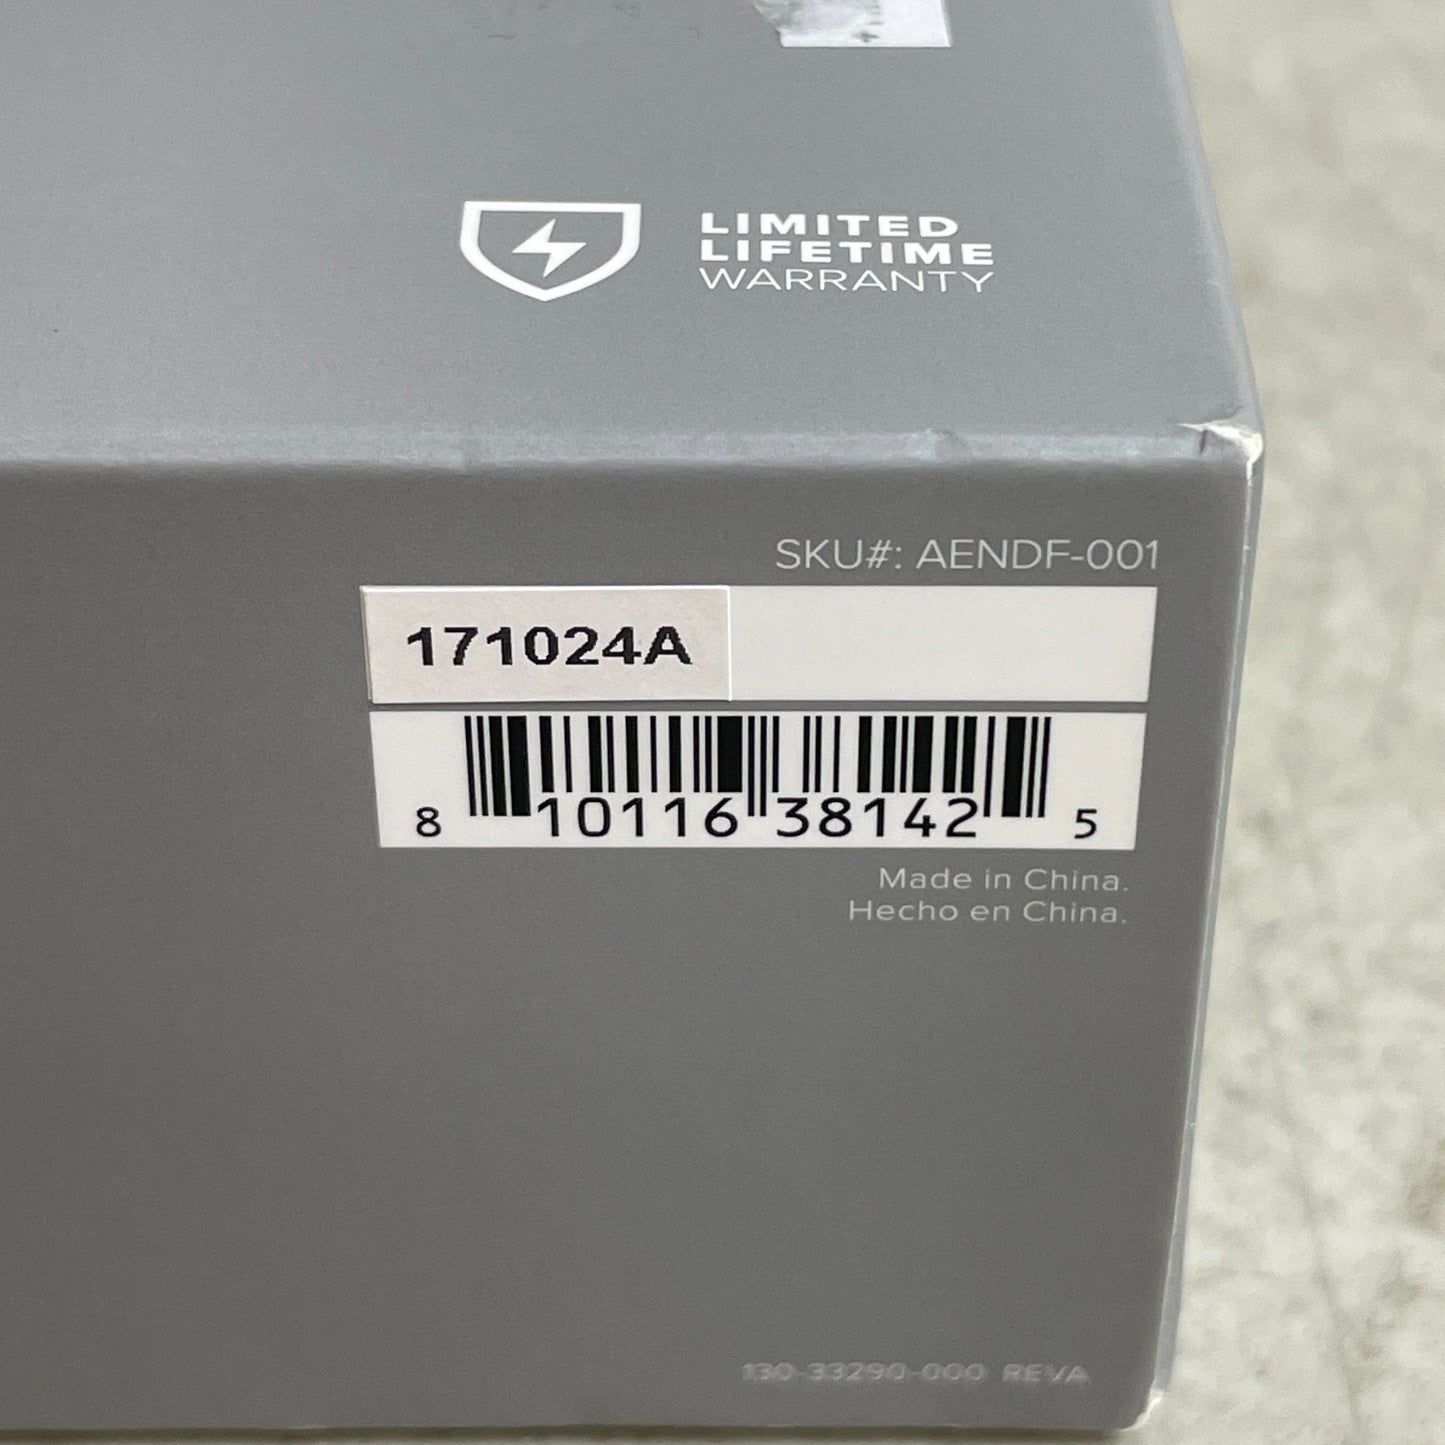 LIMITED
LIFETIME
WARRANTY
SKU#: AENDF-001
171024A
8 10116 38142 5
Made in China.
Hecho en China.
130-33290-000 REVA